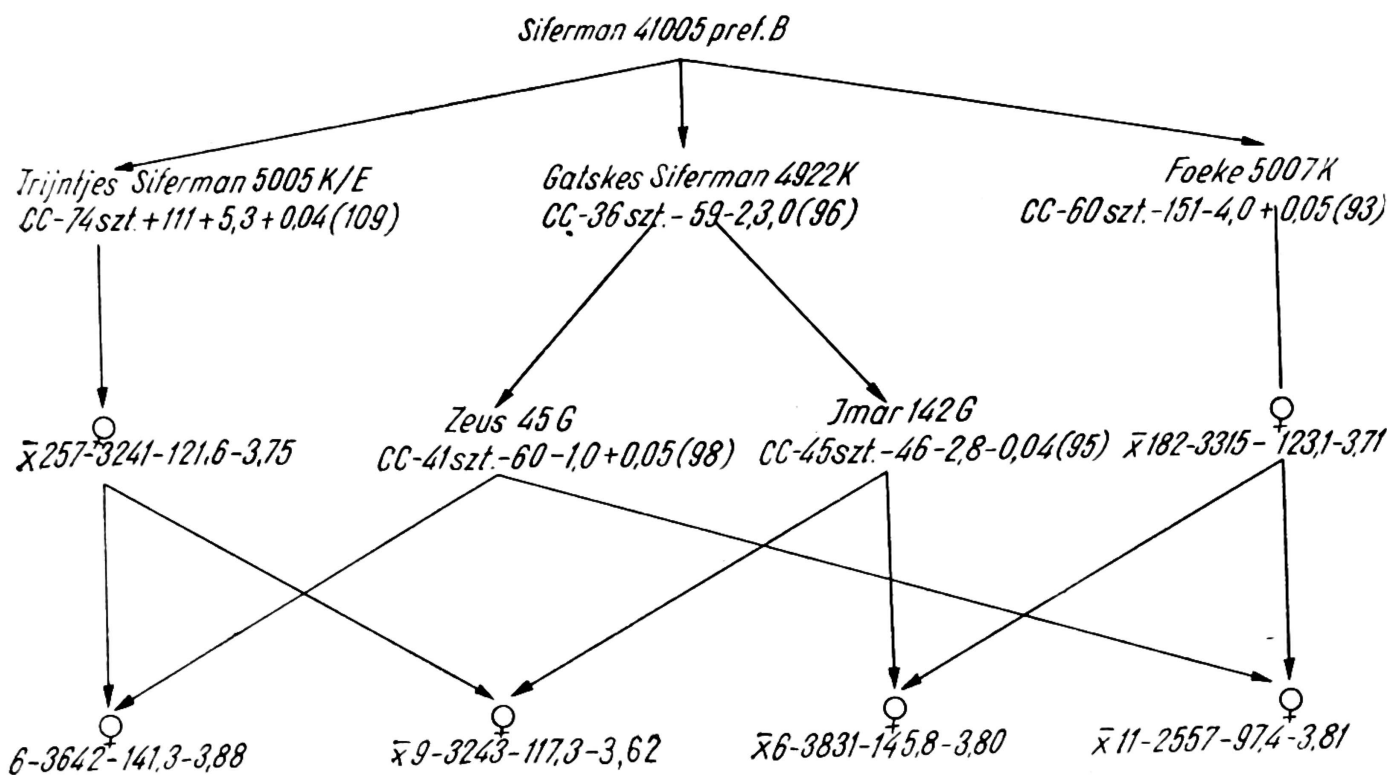 Siferman 41005 pref. B
Trijntjes Siferman 5005 K/E
CC-74 szt. + 111 + 5,3 + 0,04 (109)
Gatskes Siferman 4922 K
CC-36 szt. - 59-2,3,0 (96)
Foeke 5007 K
CC-60 szt.-151-4,0 + 0,05 (93)
♀
x̄ 257-3241-121,6-3,75
Zeus 45 G
CC-41 szt.-60-1,0 + 0,05 (98)
Jmar 142 G
CC-45 szt.-46-2,8-0,04 (95)
♀
x̄ 182-3315-123,1-3,71
♀
6-3642-141,3-3,88
♀
x̄ 9-3243-117,3-3,62
♀
x̄ 6-3831-145,8-3,80
♀
x̄ 11-2557-97,4-3,81